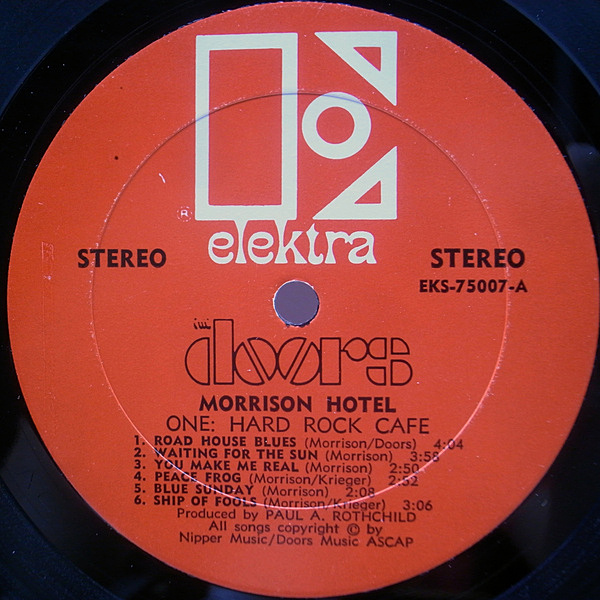 ®
elektra
STEREO STEREO
EKS-75007-A
THE
doors
MORRISON HOTEL
ONE: HARD ROCK CAFE
1. ROAD HOUSE BLUES (Morrison/Doors) 4:04
2. WAITING FOR THE SUN (Morrison) 3:58
3. YOU MAKE ME REAL (Morrison) 2:50
4. PEACE FROG (Morrison/Krieger) 2:52
5. BLUE SUNDAY (Morrison) 2:08
6. SHIP OF FOOLS (Morrison/Krieger) 3:06
Produced by PAUL A. ROTHCHILD
All songs copyright © by
Nipper Music/Doors Music ASCAP